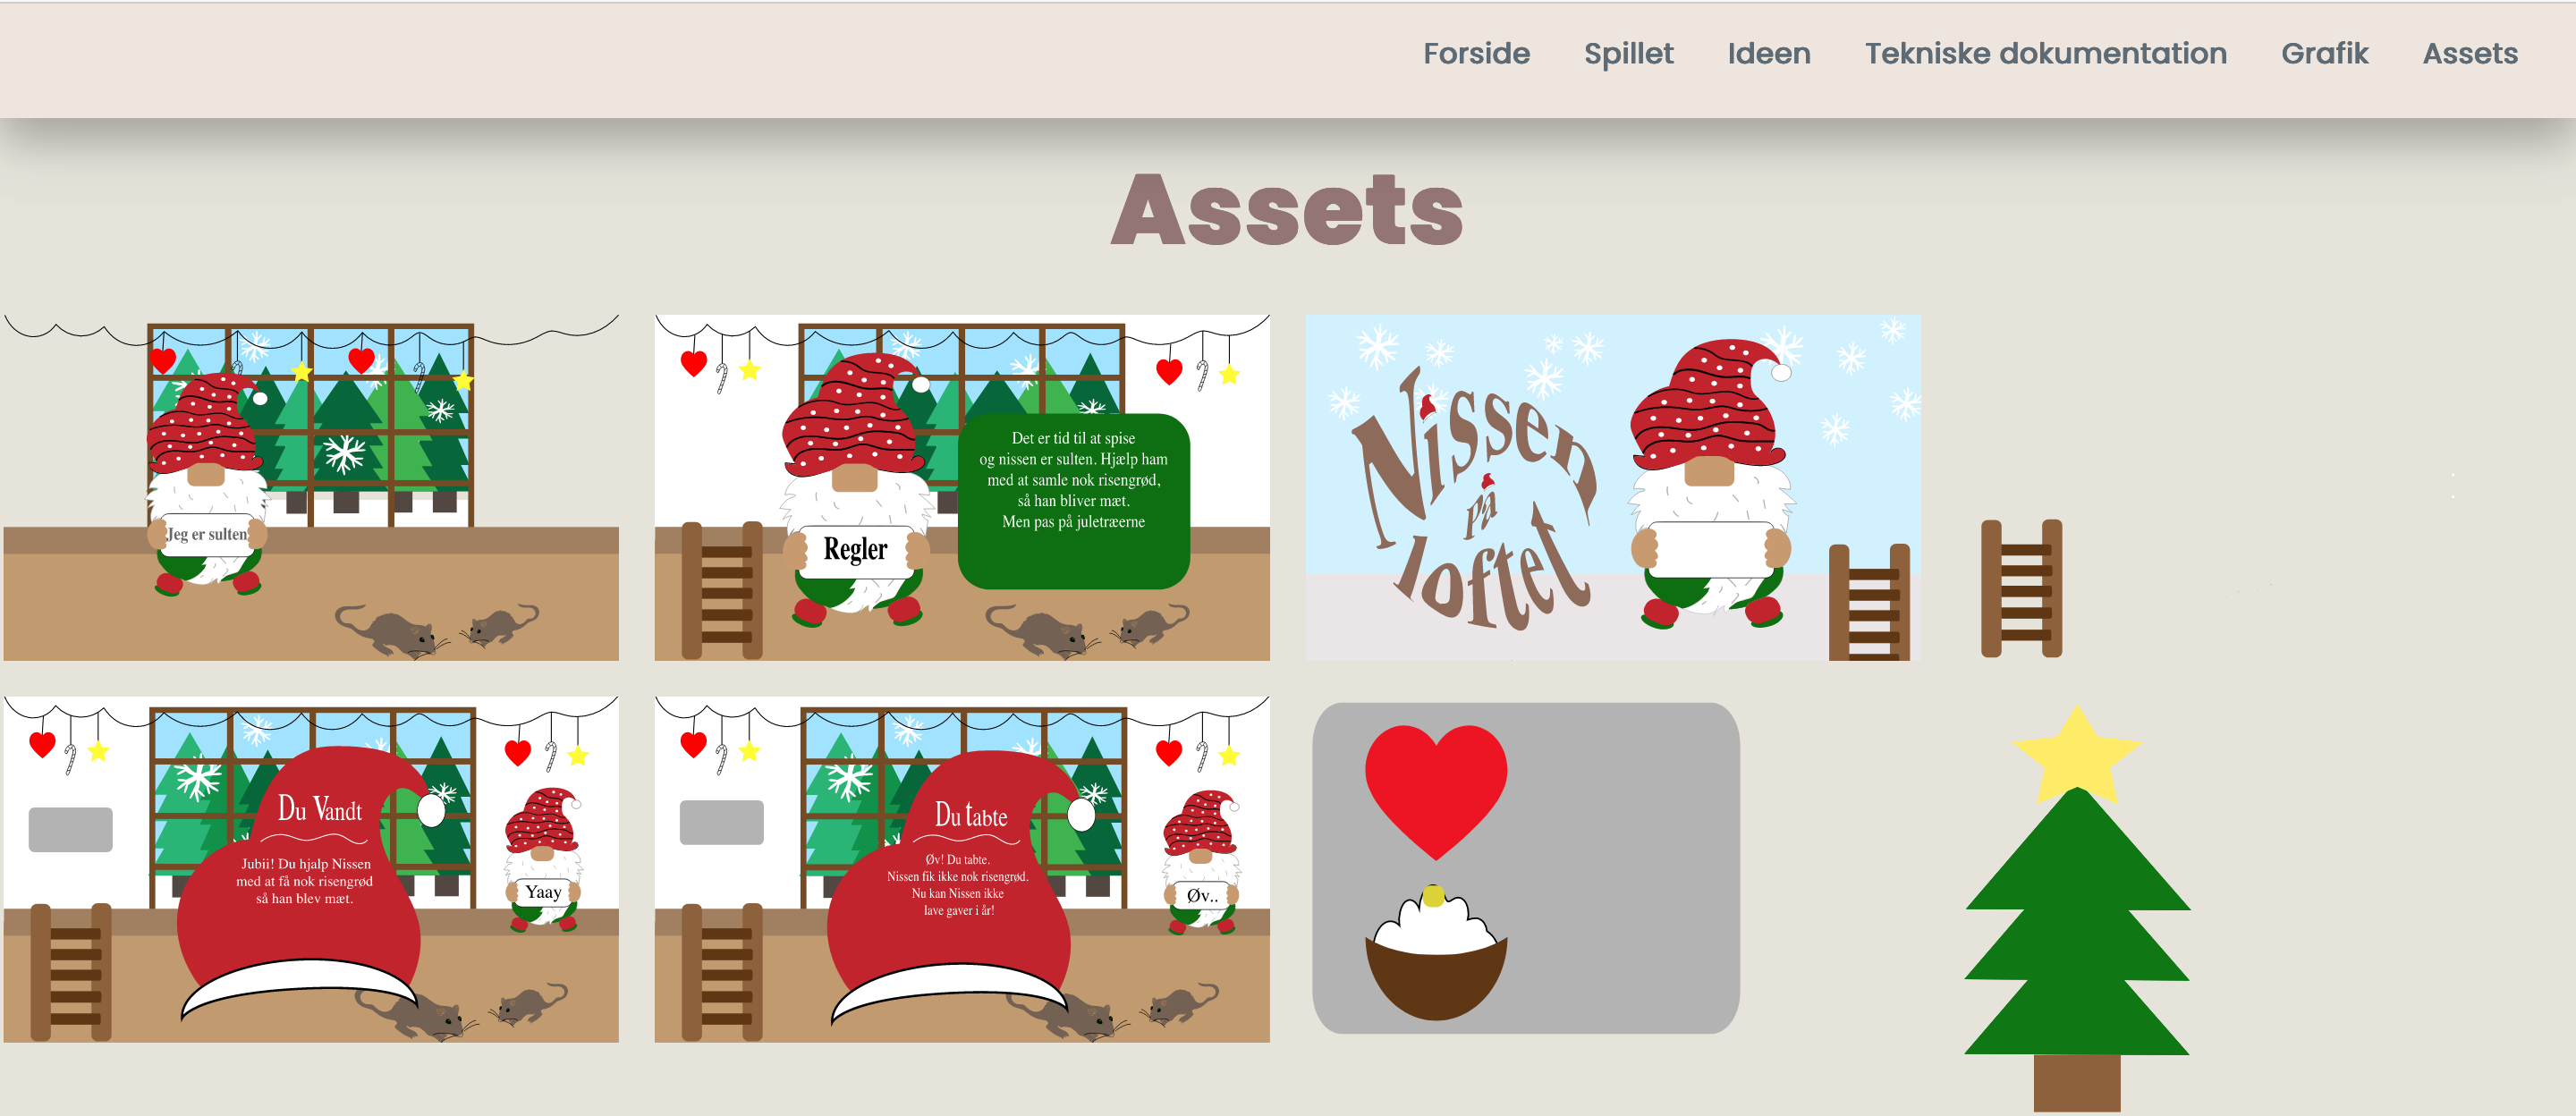 Forside Spillet Ideen Tekniske dokumentation Grafik Assets
Assets
Jeg er sulten
Regler
Det er tid til at spise
og nissen er sulten. Hjælp ham
med at samle nok risengrød,
så han bliver mæt.
Men pas på juletræerne
Nissen
på
loftet
Du Vandt
Jubii! Du hjalp Nissen
med at få nok risengrød
så han blev mæt.
Yaay
Du tabte
Øv! Du tabte.
Nissen fik ikke nok risengrød.
Nu kan Nissen ikke
lave gaver i år!
Øv..